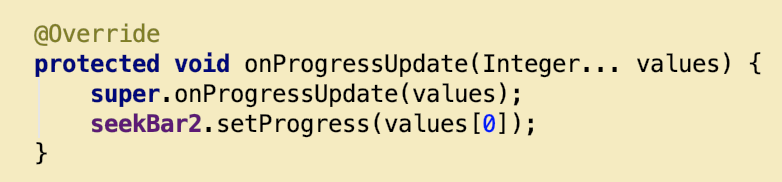 @Override
protected void onProgressUpdate(Integer... values) {
    super.onProgressUpdate(values);
    seekBar2.setProgress(values[0]);
}